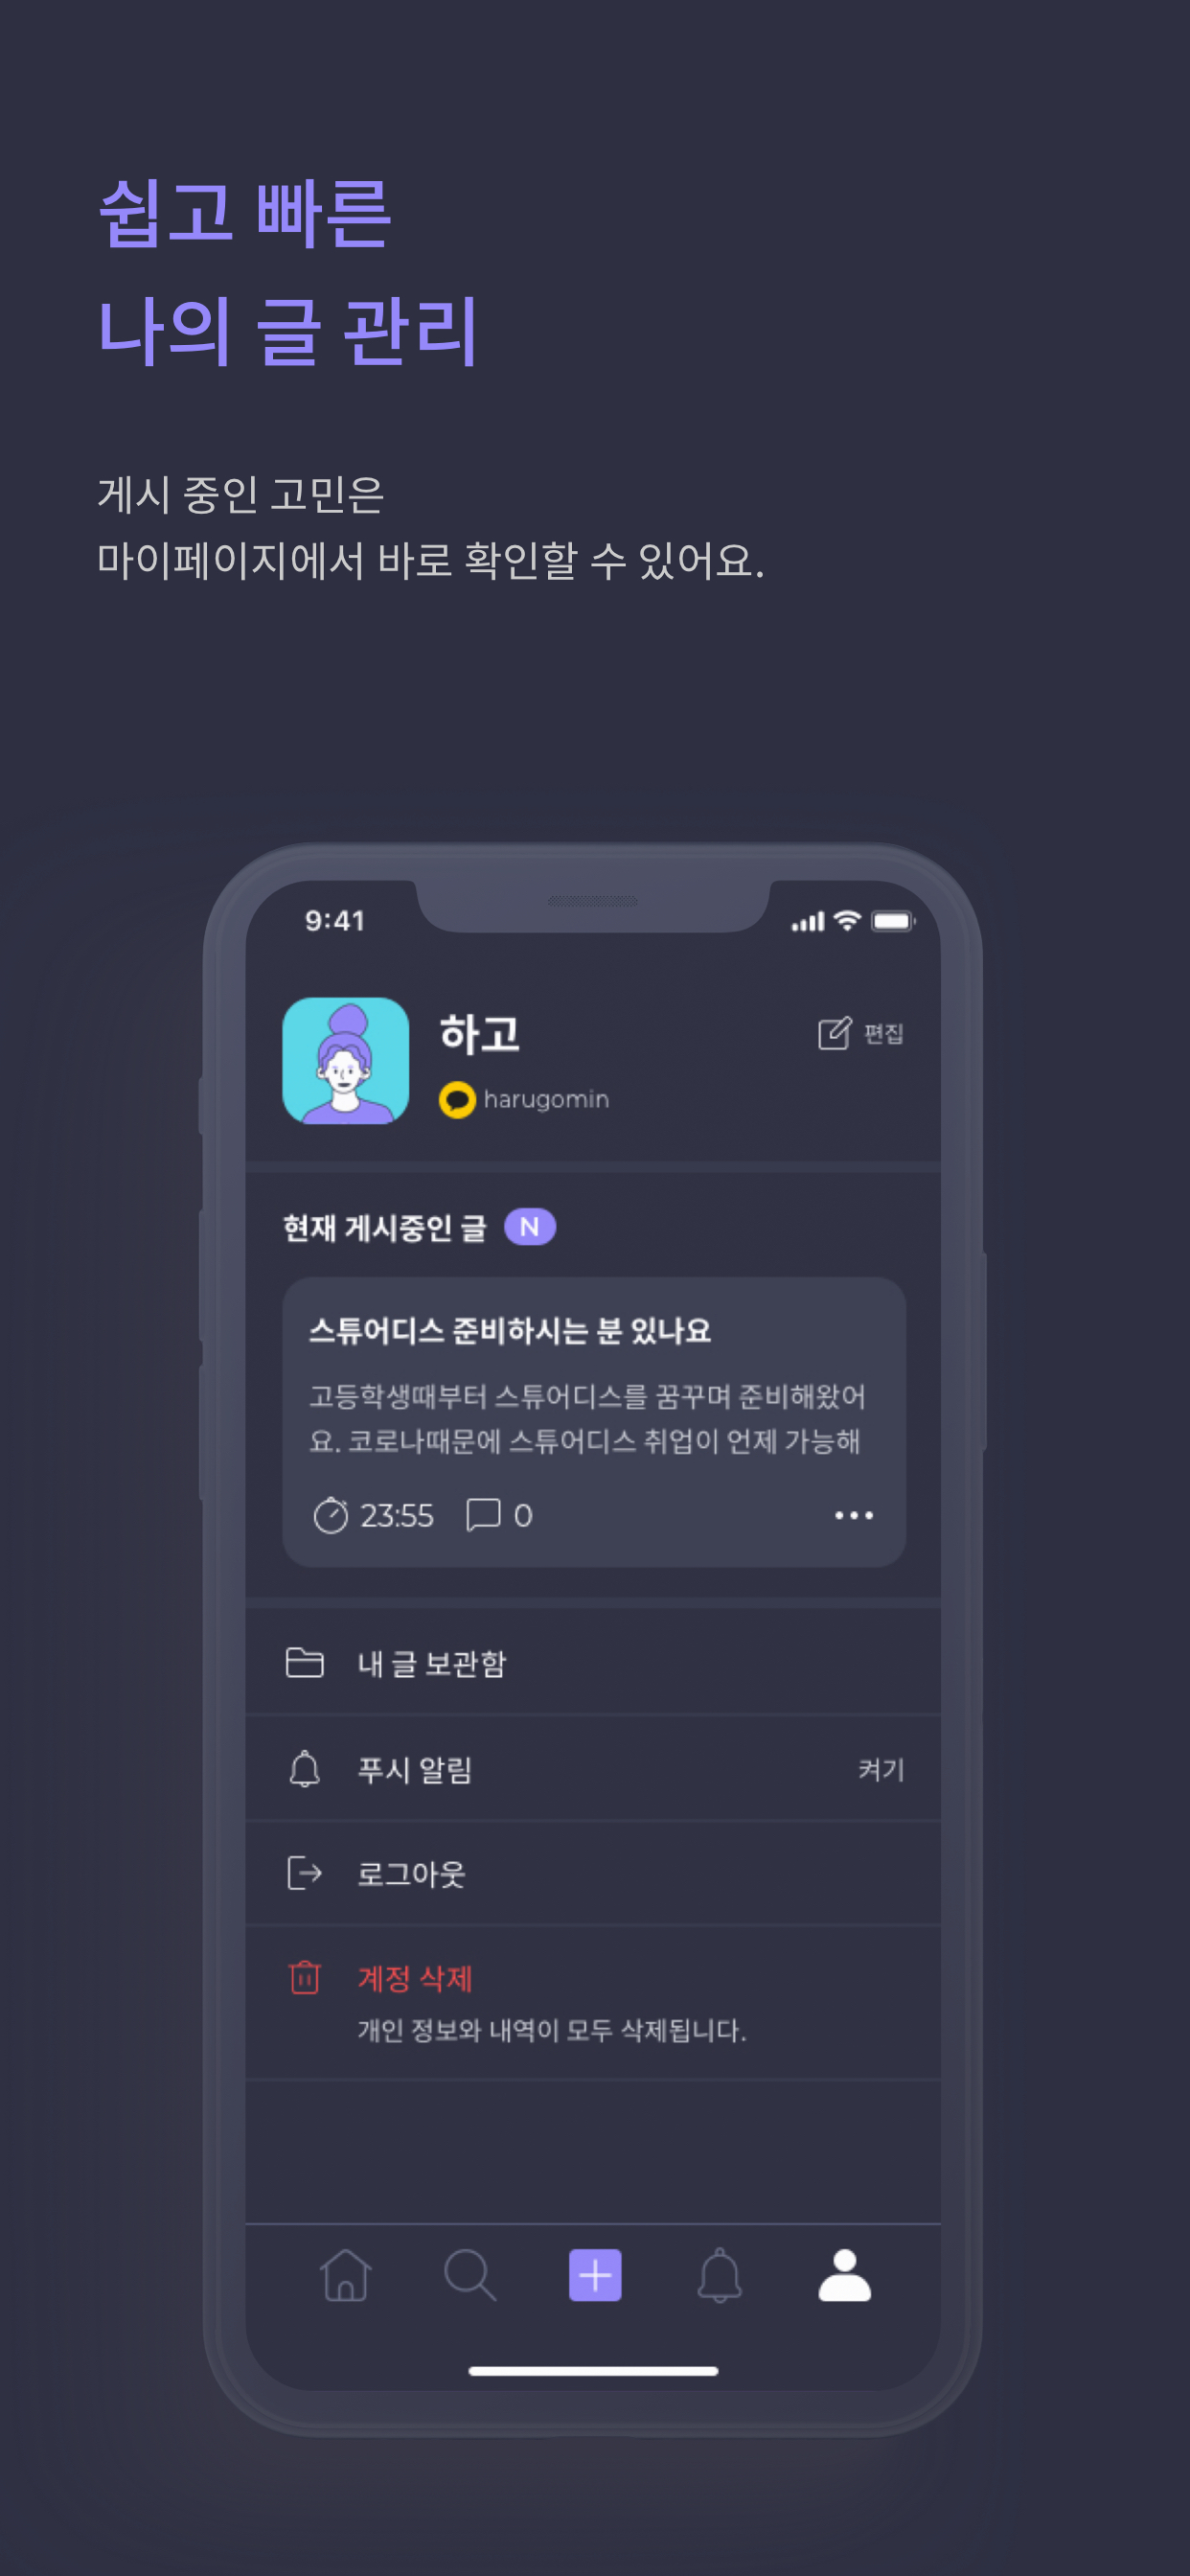 쉽고 빠른
나의 글 관리
게시 중인 고민은
마이페이지에서 바로 확인할 수 있어요.
9:41
하고
편집
harugomin
현재 게시중인 글 N
스튜어디스 준비하시는 분 있나요
고등학생때부터 스튜어디스를 꿈꾸며 준비해왔어
요. 코로나때문에 스튜어디스 취업이 언제 가능해
23:55 0
내 글 보관함
푸시 알림 켜기
로그아웃
계정 삭제
개인 정보와 내역이 모두 삭제됩니다.